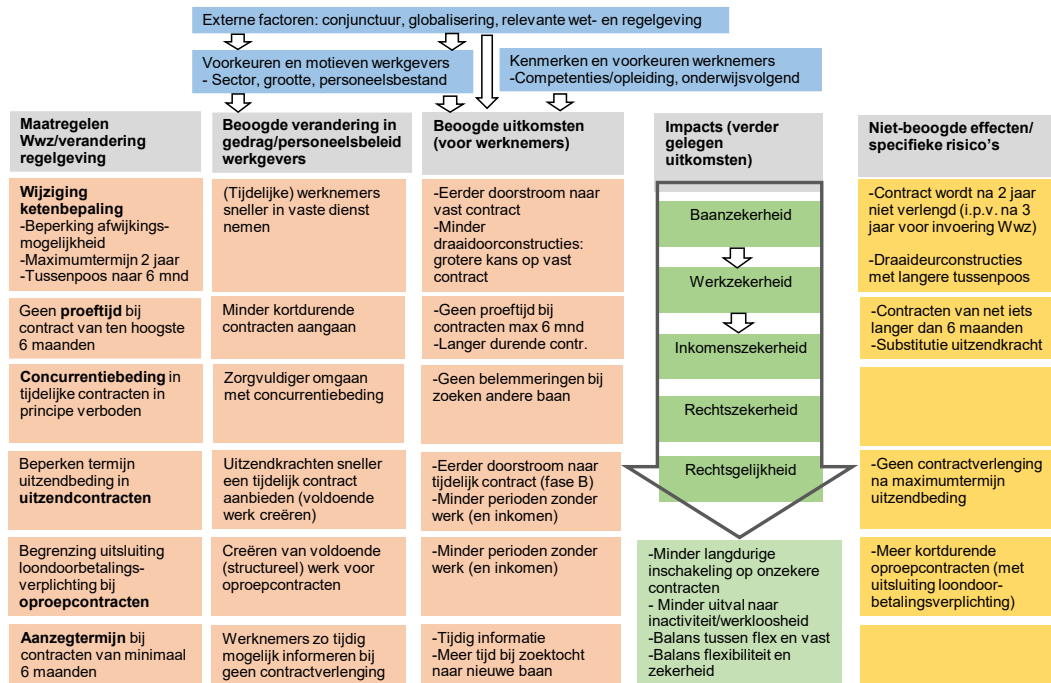 Externe factoren: conjunctuur, globalisering, relevante wet- en regelgeving
Voorkeuren en motieven werkgevers
- Sector, grootte, personeelsbestand
Kenmerken en voorkeuren werknemers
-Competenties/opleiding, onderwijsvolgend
Maatregelen
Wwz/verandering
regelgeving
Beoogde verandering in
gedrag/personeelsbeleid
werkgevers
Beoogde uitkomsten
(voor werknemers)
Impacts (verder
gelegen
uitkomsten)
Niet-beoogde effecten/
specifieke risico's
Wijziging
ketenbepaling
-Beperking afwijkings-
mogelijkheid
-Maximumtermijn 2 jaar
-Tussenpoos naar 6 mnd
(Tijdelijke) werknemers
sneller in vaste dienst
nemen
-Eerder doorstroom naar
vast contract
-Minder
draaidoorconstructies:
grotere kans op vast
contract
Baanzekerheid
Werkzekerheid
Inkomenszekerheid
Rechtszekerheid
Rechtsgelijkheid
-Contract wordt na 2 jaar
niet verlengd (i.p.v. na 3
jaar voor invoering Wwz)
-Draaideurconstructies
met langere tussenpoos
Geen proeftijd bij
contract van ten hoogste
6 maanden
Minder kortdurende
contracten aangaan
-Geen proeftijd bij
contracten max 6 mnd
-Langer durende contr.
-Contracten van net iets
langer dan 6 maanden
-Substitutie uitzendkracht
Concurrentiebeding in
tijdelijke contracten in
principe verboden
Zorgvuldiger omgaan
met concurrentiebeding
-Geen belemmeringen bij
zoeken andere baan
Beperken termijn
uitzendbeding in
uitzendcontracten
Uitzendkrachten sneller
een tijdelijk contract
aanbieden (voldoende
werk creëren)
-Eerder doorstroom naar
tijdelijk contract (fase B)
-Minder perioden zonder
werk (en inkomen)
-Geen contractverlenging
na maximumtermijn
uitzendbeding
Begrenzing uitsluiting
loondoorbetalings-
verplichting bij
oproepcontracten
Creëren van voldoende
(structureel) werk voor
oproepcontracten
-Minder perioden zonder
werk (en inkomen)
-Minder langdurige
inschakeling op onzekere
contracten
- Minder uitval naar
inactiviteit/werkloosheid
-Balans tussen flex en vast
-Balans flexibiliteit en
zekerheid
-Meer kortdurende
oproepcontracten (met
uitsluiting loondoor-
betalingsverplichting)
Aanzegtermijn bij
contracten van minimaal
6 maanden
Werknemers zo tijdig
mogelijk informeren bij
geen contractverlenging
-Tijdig informatie
-Meer tijd bij zoektocht
naar nieuwe baan